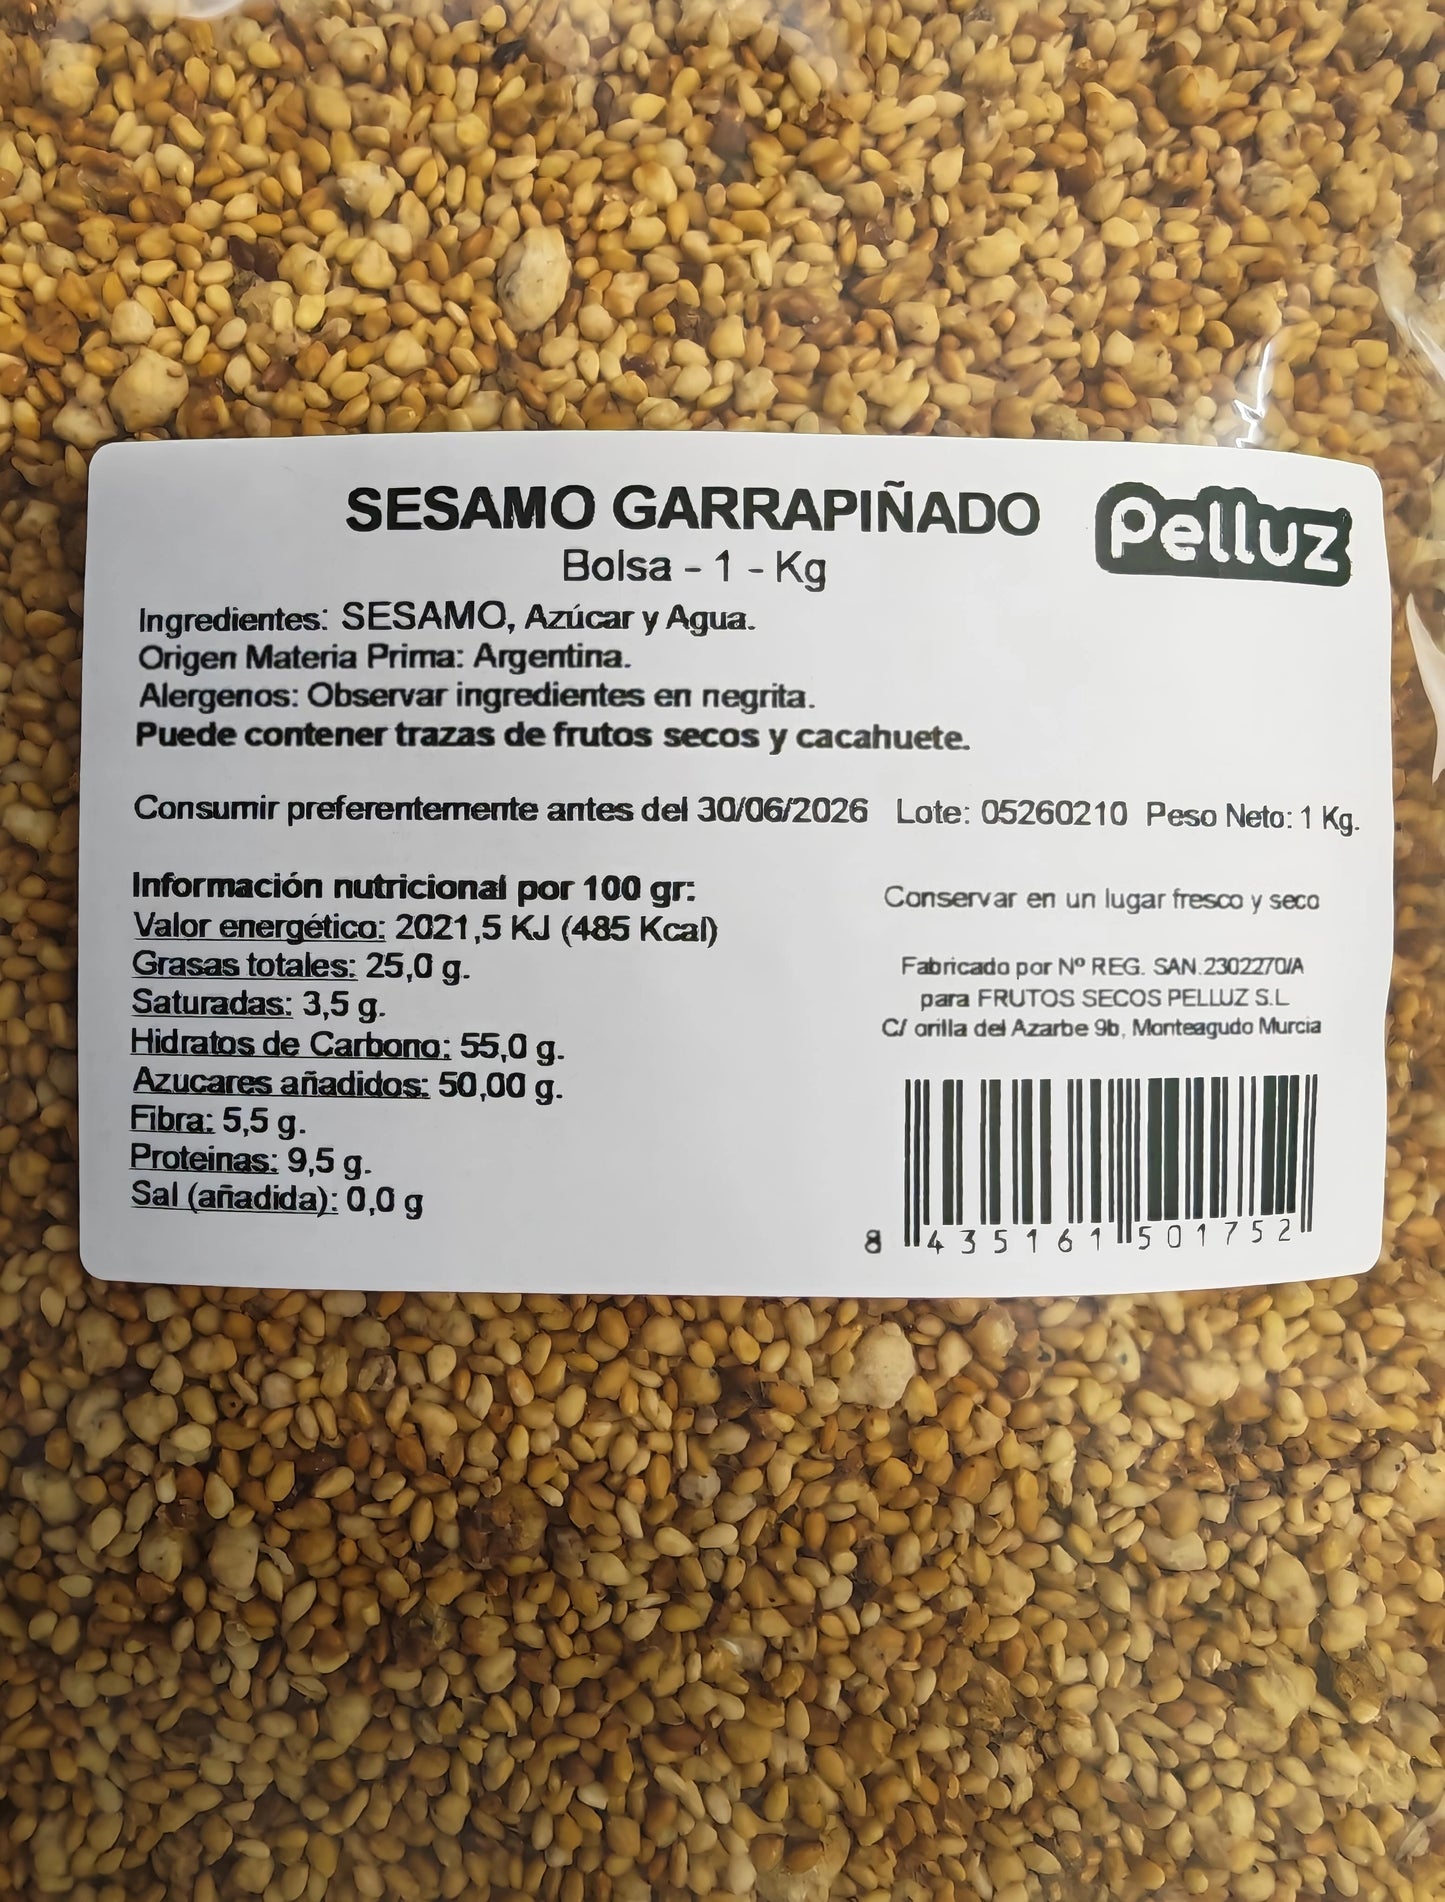 SESAMO GARRAPIÑADO
Pelluz
Bolsa - 1 - Kg
Ingredientes: SESAMO, Azúcar y Agua.
Origen Materia Prima: Argentina.
Alergenos: Observar ingredientes en negrita.
Puede contener trazas de frutos secos y cacahuete.
Consumir preferentemente antes del 30/06/2026 Lote: 05260210 Peso Neto: 1 Kg.
Información nutricional por 100 gr:
Valor energético: 2021,5 KJ (485 Kcal)
Grasas totales: 25,0 g.
Saturadas: 3,5 g.
Hidratos de Carbono: 55,0 g.
Azucares añadidos: 50,00 g.
Fibra: 5,5 g.
Proteinas: 9,5 g.
Sal (añadida): 0,0 g
Conservar en un lugar fresco y seco
Fabricado por Nº REG. SAN.2302270/A
para FRUTOS SECOS PELLUZ S.L
C/ orilla del Azarbe 9b, Monteagudo Murcia
8 435161 501752